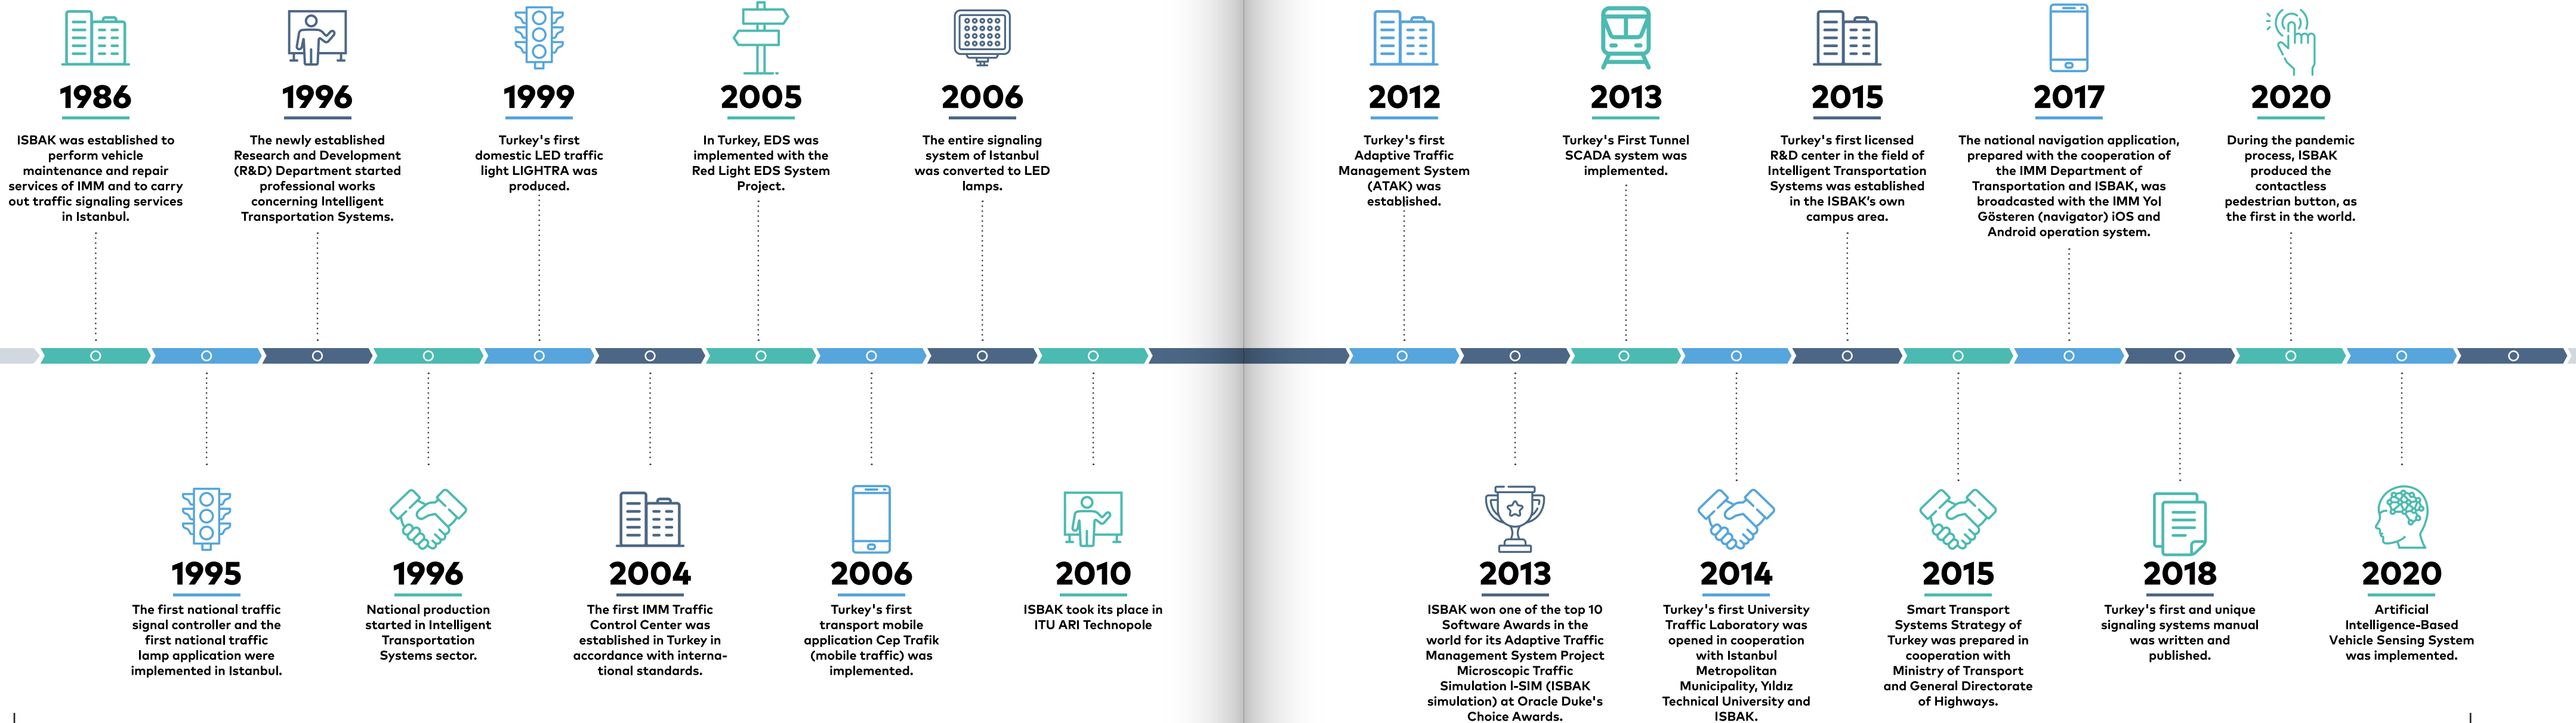 1986
ISBAK was established to
perform vehicle
maintenance and repair
services of IMM and to carry
out traffic signaling services
in Istanbul.
1996
The newly established
Research and Development
(R&D) Department started
professional works
concerning Intelligent
Transportation Systems.
1999
Turkey's first
domestic LED traffic
light LIGHTRA was
produced.
2005
In Turkey, EDS was
implemented with the
Red Light EDS System
Project.
2006
The entire signaling
system of Istanbul
was converted to LED
lamps.
1995
The first national traffic
signal controller and the
first national traffic
lamp application were
implemented in Istanbul.
1996
National production
started in Intelligent
Transportation
Systems sector.
2004
The first IMM Traffic
Control Center was
established in Turkey in
accordance with interna-
tional standards.
2006
Turkey's first
transport mobile
application Cep Trafik
(mobile traffic) was
implemented.
2010
ISBAK took its place in
ITU ARI Technopole
2012
Turkey's first
Adaptive Traffic
Management System
(ATAK) was
established.
2013
Turkey's First Tunnel
SCADA system was
implemented.
2015
Turkey's first licensed
R&D center in the field of
Intelligent Transportation
Systems was established
in the ISBAK’s own
campus area.
2017
The national navigation application,
prepared with the cooperation of
the IMM Department of
Transportation and ISBAK, was
broadcasted with the IMM Yol
Gösteren (navigator) iOS and
Android operation system.
2020
During the pandemic
process, ISBAK
produced the
contactless
pedestrian button, as
the first in the world.
2013
ISBAK won one of the top 10
Software Awards in the
world for its Adaptive Traffic
Management System Project
Microscopic Traffic
Simulation I-SIM (ISBAK
simulation) at Oracle Duke's
Choice Awards.
2014
Turkey's first University
Traffic Laboratory was
opened in cooperation
with Istanbul
Metropolitan
Municipality, Yıldız
Technical University and
ISBAK.
2015
Smart Transport
Systems Strategy of
Turkey was prepared in
cooperation with
Ministry of Transport
and General Directorate
of Highways.
2018
Turkey's first and unique
signaling systems manual
was written and
published.
2020
Artificial
Intelligence-Based
Vehicle Sensing System
was implemented.